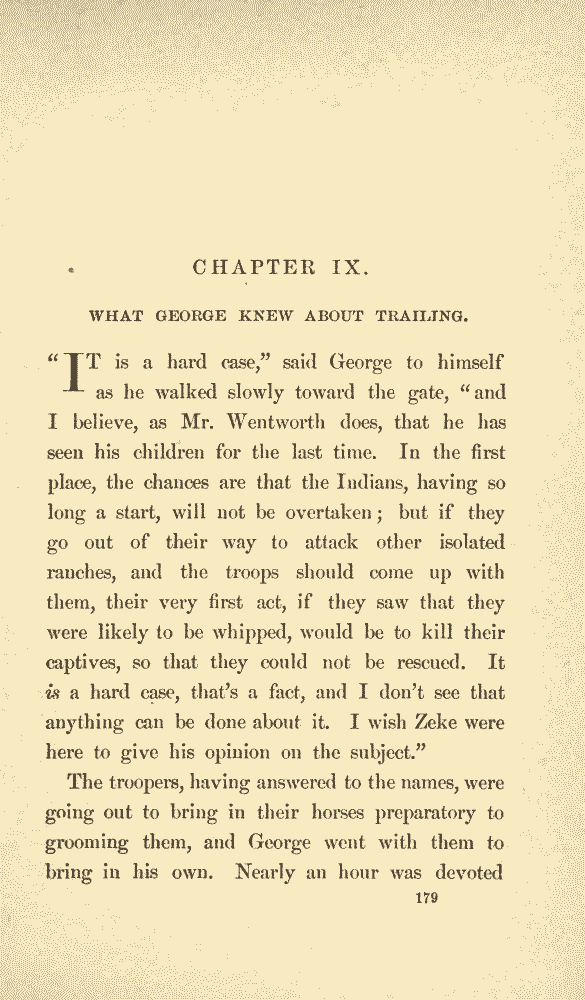 CHAPTER IX.
WHAT GEORGE KNEW ABOUT TRAILING.
"IT is a hard case," said George to himself
as he walked slowly toward the gate, "and
I believe, as Mr. Wentworth does, that he has
seen his children for the last time. In the first
place, the chances are that the Indians, having so
long a start, will not be overtaken; but if they
go out of their way to attack other isolated
ranches, and the troops should come up with
them, their very first act, if they saw that they
were likely to be whipped, would be to kill their
captives, so that they could not be rescued. It
is a hard case, that's a fact, and I don't see that
anything can be done about it. I wish Zeke were
here to give his opinion on the subject."
The troopers, having answered to the names, were
going out to bring in their horses preparatory to
grooming them, and George went with them to
bring in his own. Nearly an hour was devoted
179